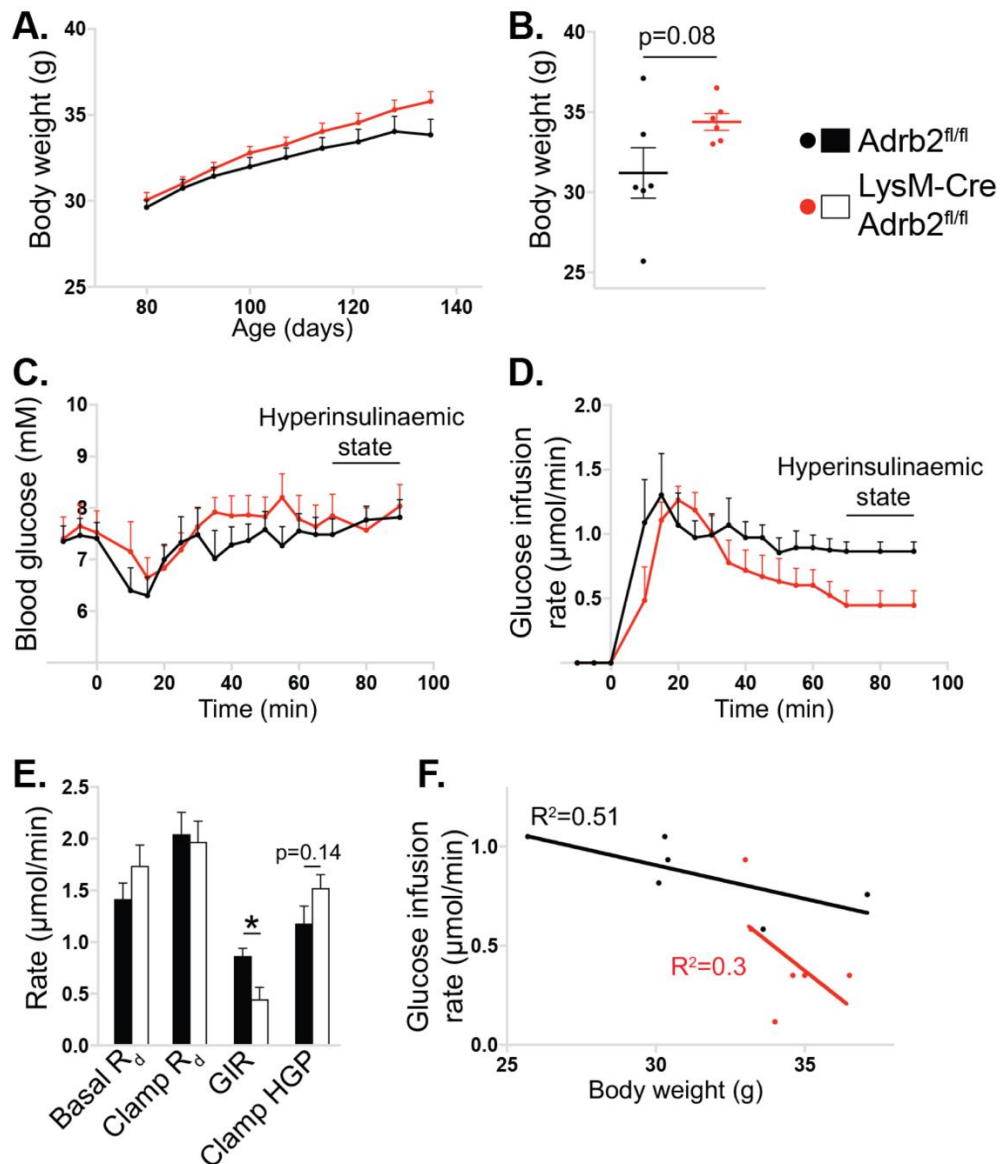 A.
Body weight (g)
40
35
30
25
80
100
120
140
Age (days)
B.
Body weight (g)
40
35
30
25
p=0.08
Adrb2fl/fl
LysM-Cre
Adrb2fl/fl
C.
Blood glucose (mM)
10
9
8
7
6
Hyperinsulinaemic
state
0
20
40
60
80
100
Time (min)
D.
Glucose infusion
rate (µmol/min)
2.0
1.5
1.0
0.5
Hyperinsulinaemic
state
0
20
40
60
80
100
Time (min)
E.
Rate (µmol/min)
2.5
2.0
1.5
1.0
0.5
0.0
*
p=0.14
Basal Rd
Clamp Rd
GIR
Clamp HGP
F.
Glucose infusion
rate (µmol/min)
1.0
0.5
0.0
R²=0.51
R²=0.3
25
30
35
Body weight (g)